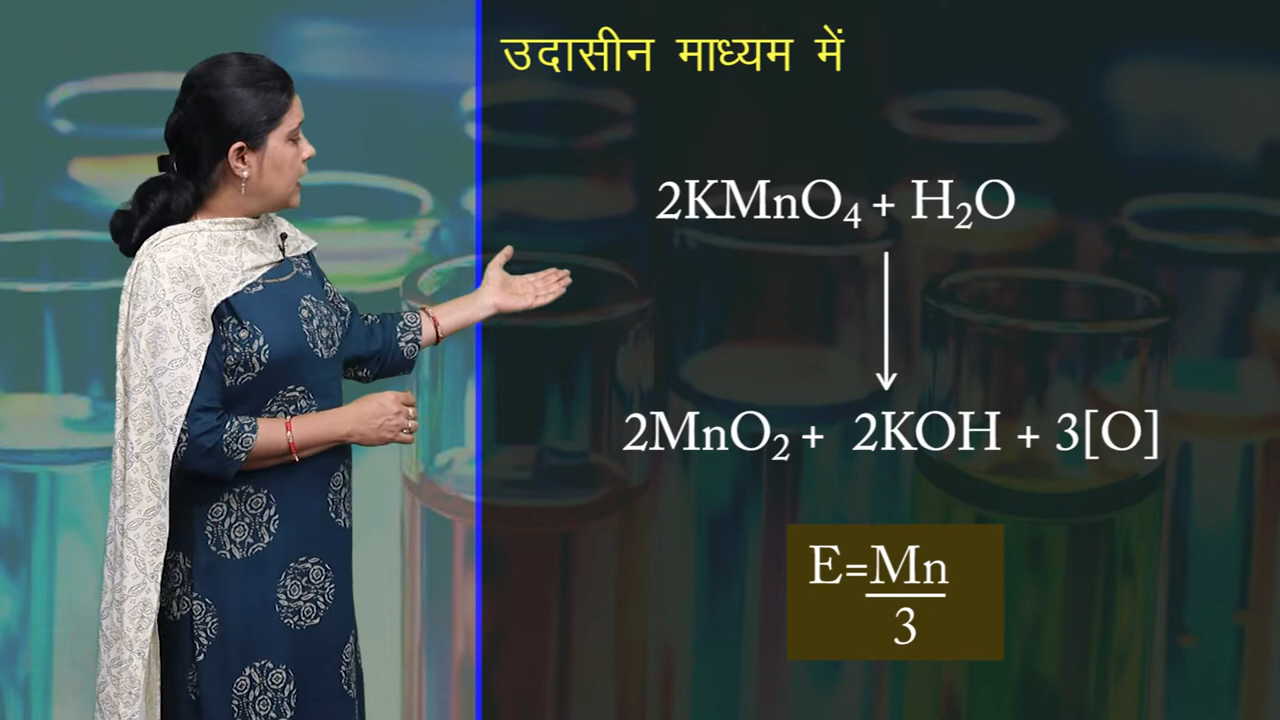 उदासीन माध्यम में
2KMnO₄ + H₂O
2MnO₂ + 2KOH + 3[O]
E=Mn
3